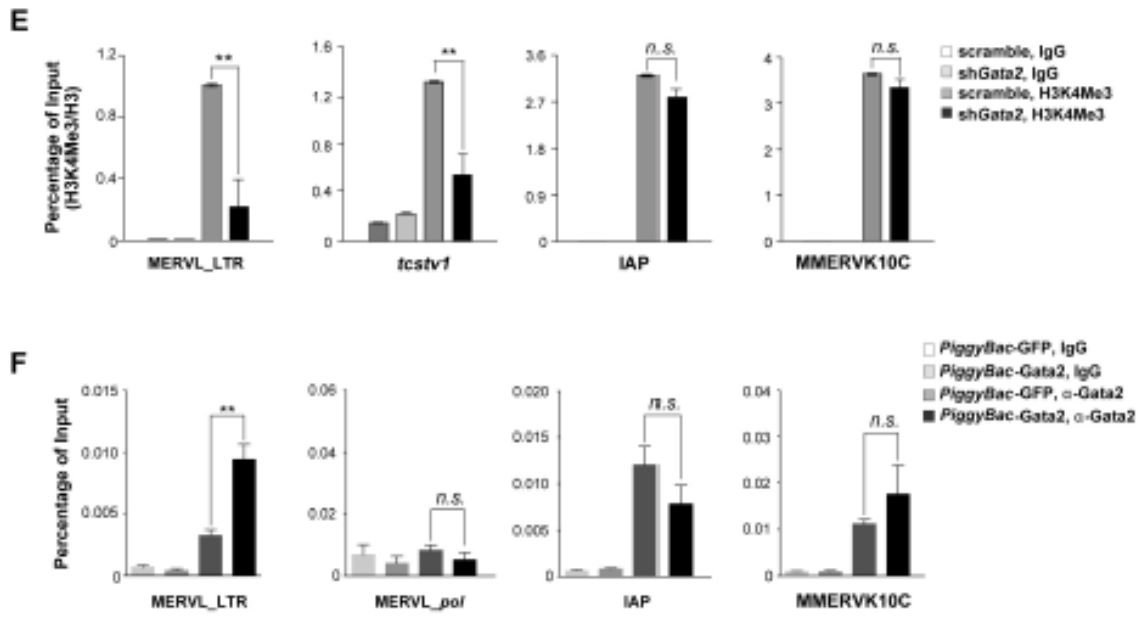 E
Percentage of Input
(H3K4Me3/H3)
1.2
0.8
0.4
0
**
MERVL_LTR
1.6
1.2
0.8
0.4
0
**
tcstv1
3.6
2.7
1.8
0.9
0
n.s.
IAP
4
3
2
1
0
n.s.
MMERVK10C
scramble, IgG
shGata2, IgG
scramble, H3K4Me3
shGata2, H3K4Me3
F
Percentage of Input
0.015
0.010
0.005
0
**
MERVL_LTR
0.06
0.04
0.02
0
n.s.
MERVL_pol
0.020
0.015
0.010
0.005
0
n.s.
IAP
0.04
0.03
0.02
0.01
0
n.s.
MMERVK10C
PiggyBac-GFP, IgG
PiggyBac-Gata2, IgG
PiggyBac-GFP, α-Gata2
PiggyBac-Gata2, α-Gata2